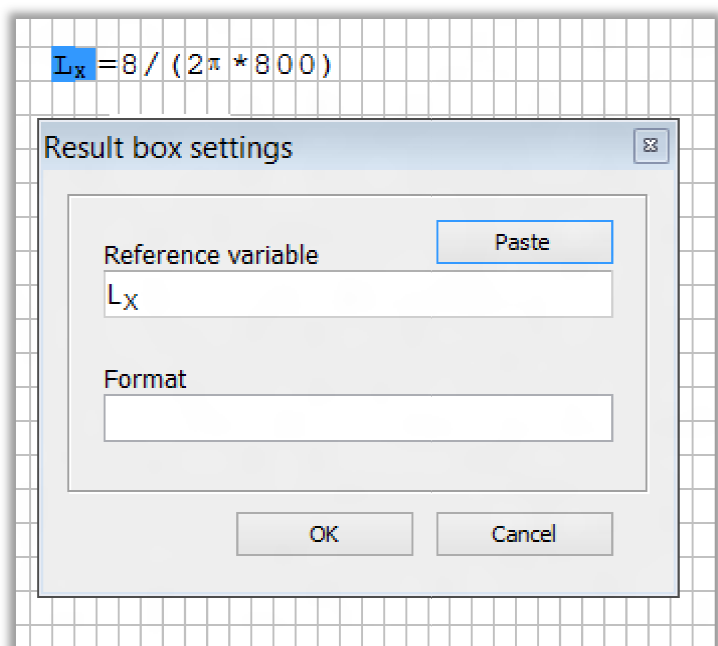 Lₓ=8/(2π*800)
Result box settings
Paste
Reference variable
Lₓ
Format
OK Cancel